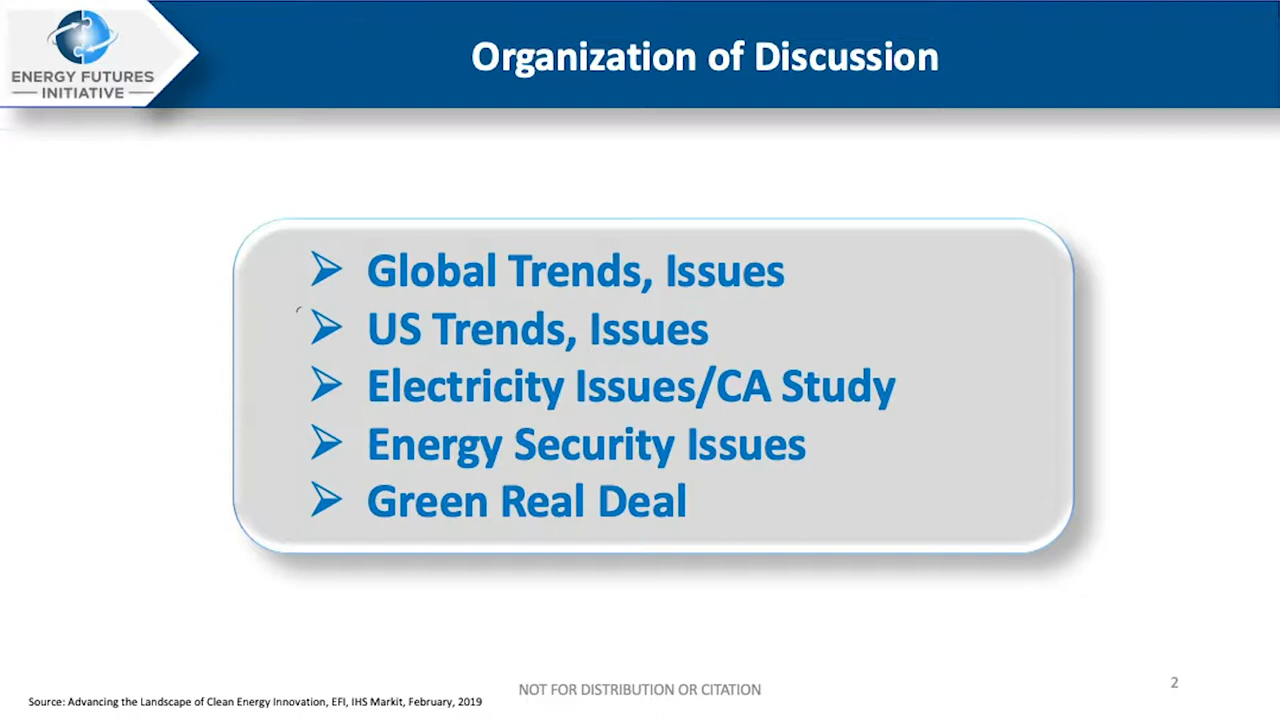 ENERGY FUTURES
INITIATIVE
Organization of Discussion
Global Trends, Issues
US Trends, Issues
Electricity Issues/CA Study
Energy Security Issues
Green Real Deal
NOT FOR DISTRIBUTION OR CITATION
2
Source: Advancing the Landscape of Clean Energy Innovation, EFI, IHS Markit, February, 2019